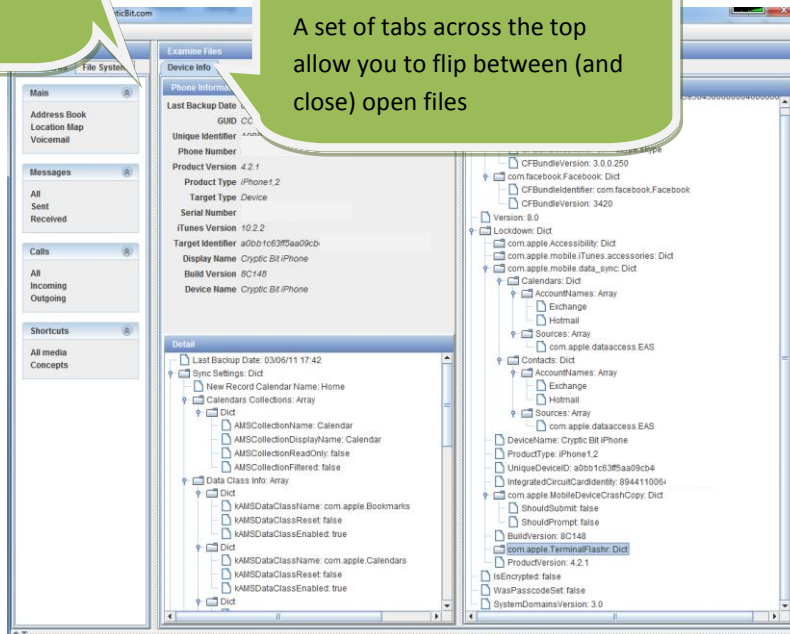 A set of tabs across the top
allow you to flip between (and
close) open files
Examine Files
File System
Device Info
Main
Address Book
Location Map
Voicemail
Messages
All
Sent
Received
Calls
All
Incoming
Outgoing
Shortcuts
All media
Concepts
Last Backup Date
GUID
Unique Identifier
Phone Number
Product Version 4.2.1
Product Type iPhone1,2
Target Type Device
Serial Number
iTunes Version 10.2.2
Target Identifier a0bb1c63ff5aa09cb
Display Name Cryptic Bit iPhone
Build Version 8C148
Device Name Cryptic Bit iPhone
Detail
Last Backup Date: 03/06/11 17:42
Sync Settings: Dict
New Record Calendar Name: Home
Calendars Collections: Array
Dict
AMSCollectionName: Calendar
AMSCollectionDisplayName: Calendar
AMSCollectionReadOnly: false
AMSCollectionFiltered: false
Data Class Info: Array
Dict
kAMSDataClassName: com.apple.Bookmarks
kAMSDataClassReset: false
kAMSDataClassEnabled: true
Dict
kAMSDataClassName: com.apple.Calendars
kAMSDataClassReset: false
kAMSDataClassEnabled: true
Dict
CFBundleVersion: 3.0.0.250
com.facebook.Facebook: Dict
CFBundleIdentifier: com.facebook.Facebook
CFBundleVersion: 3420
Version: 8.0
Lockdown: Dict
com.apple.Accessibility: Dict
com.apple.mobile.iTunes.accessories: Dict
com.apple.mobile.data_sync: Dict
Calendars: Dict
AccountNames: Array
Exchange
Hotmail
Sources: Array
com.apple.dataaccess.EAS
Contacts: Dict
AccountNames: Array
Exchange
Hotmail
Sources: Array
com.apple.dataaccess.EAS
DeviceName: Cryptic Bit iPhone
ProductType: iPhone1,2
UniqueDeviceID: a0bb1c63ff5aa09cb4
IntegratedCircuitCardIdentity: 8944110064
com.apple.MobileDeviceCrashCopy: Dict
ShouldSubmit: false
ShouldPrompt: false
BuildVersion: 8C148
com.apple.TerminalFlashr: Dict
ProductVersion: 4.2.1
IsEncrypted: false
WasPasscodeSet: false
SystemDomainsVersion: 3.0